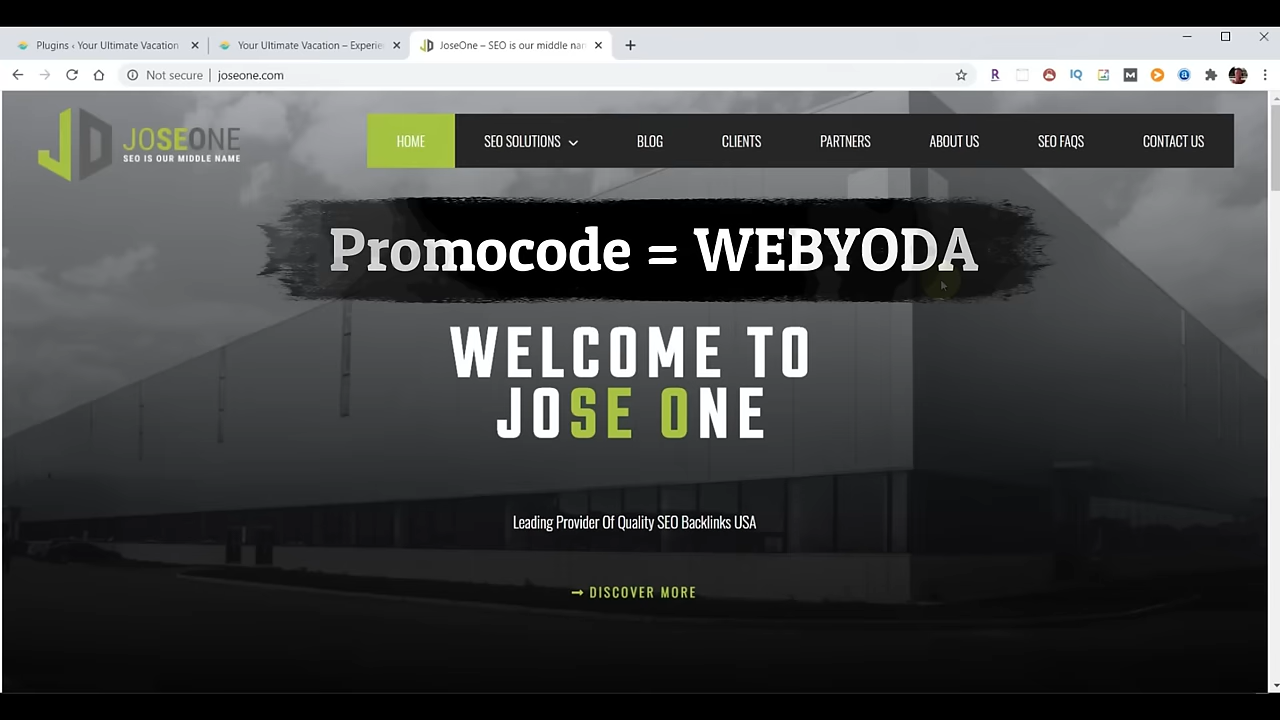 Plugins ‹ Your Ultimate Vacation
Your Ultimate Vacation – Experie
JoseOne – SEO is our middle nam
Not secure | joseone.com
JOSEONE
SEO IS OUR MIDDLE NAME
HOME
SEO SOLUTIONS
BLOG
CLIENTS
PARTNERS
ABOUT US
SEO FAQS
CONTACT US
Promocode = WEBYODA
WELCOME TO
JOSE ONE
Leading Provider Of Quality SEO Backlinks USA
→ DISCOVER MORE